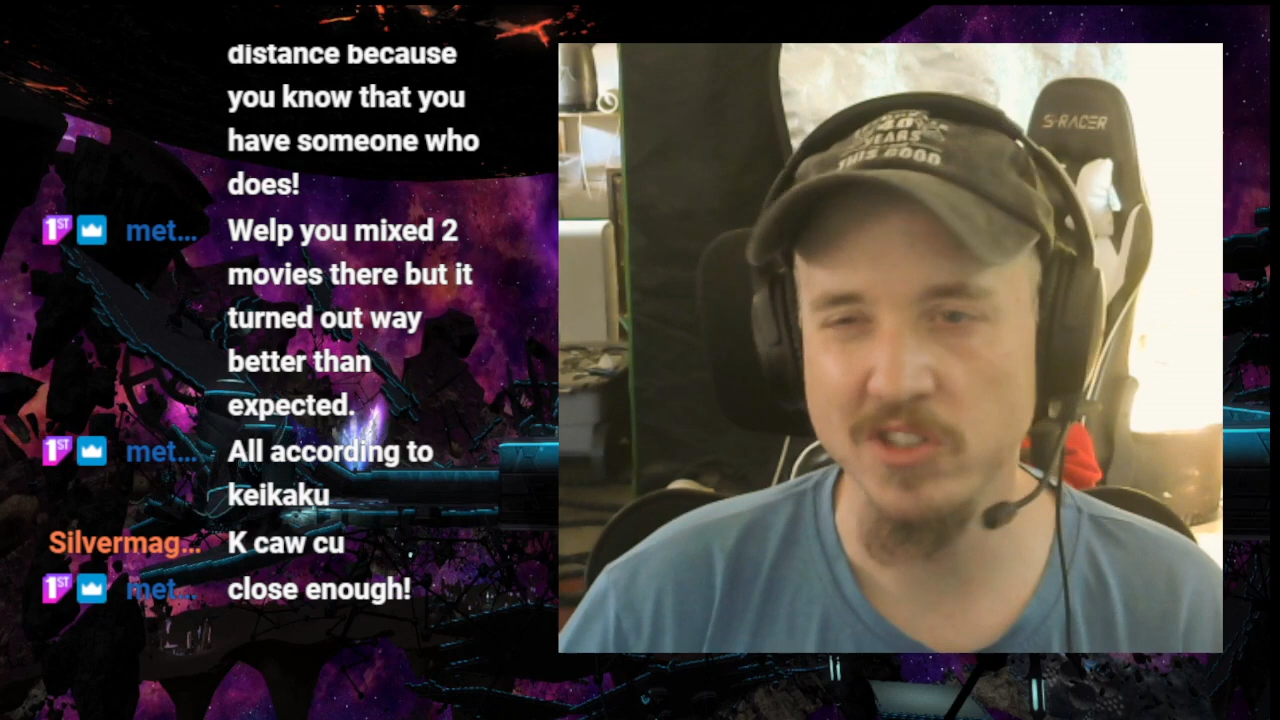 distance because
you know that you
have someone who
does!
1ST met... Welp you mixed 2
movies there but it
turned out way
better than
expected.
1ST met... All according to
keikaku
Silvermag... K caw cu
1ST met... close enough!
S-RACER
40
YEARS
THIS GOOD